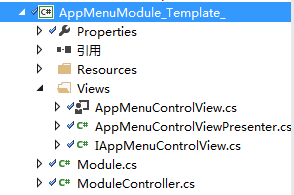 AppMenuModule_Template_
Properties
引用
Resources
Views
AppMenuControlView.cs
AppMenuControlViewPresenter.cs
IAppMenuControlView.cs
Module.cs
ModuleController.cs